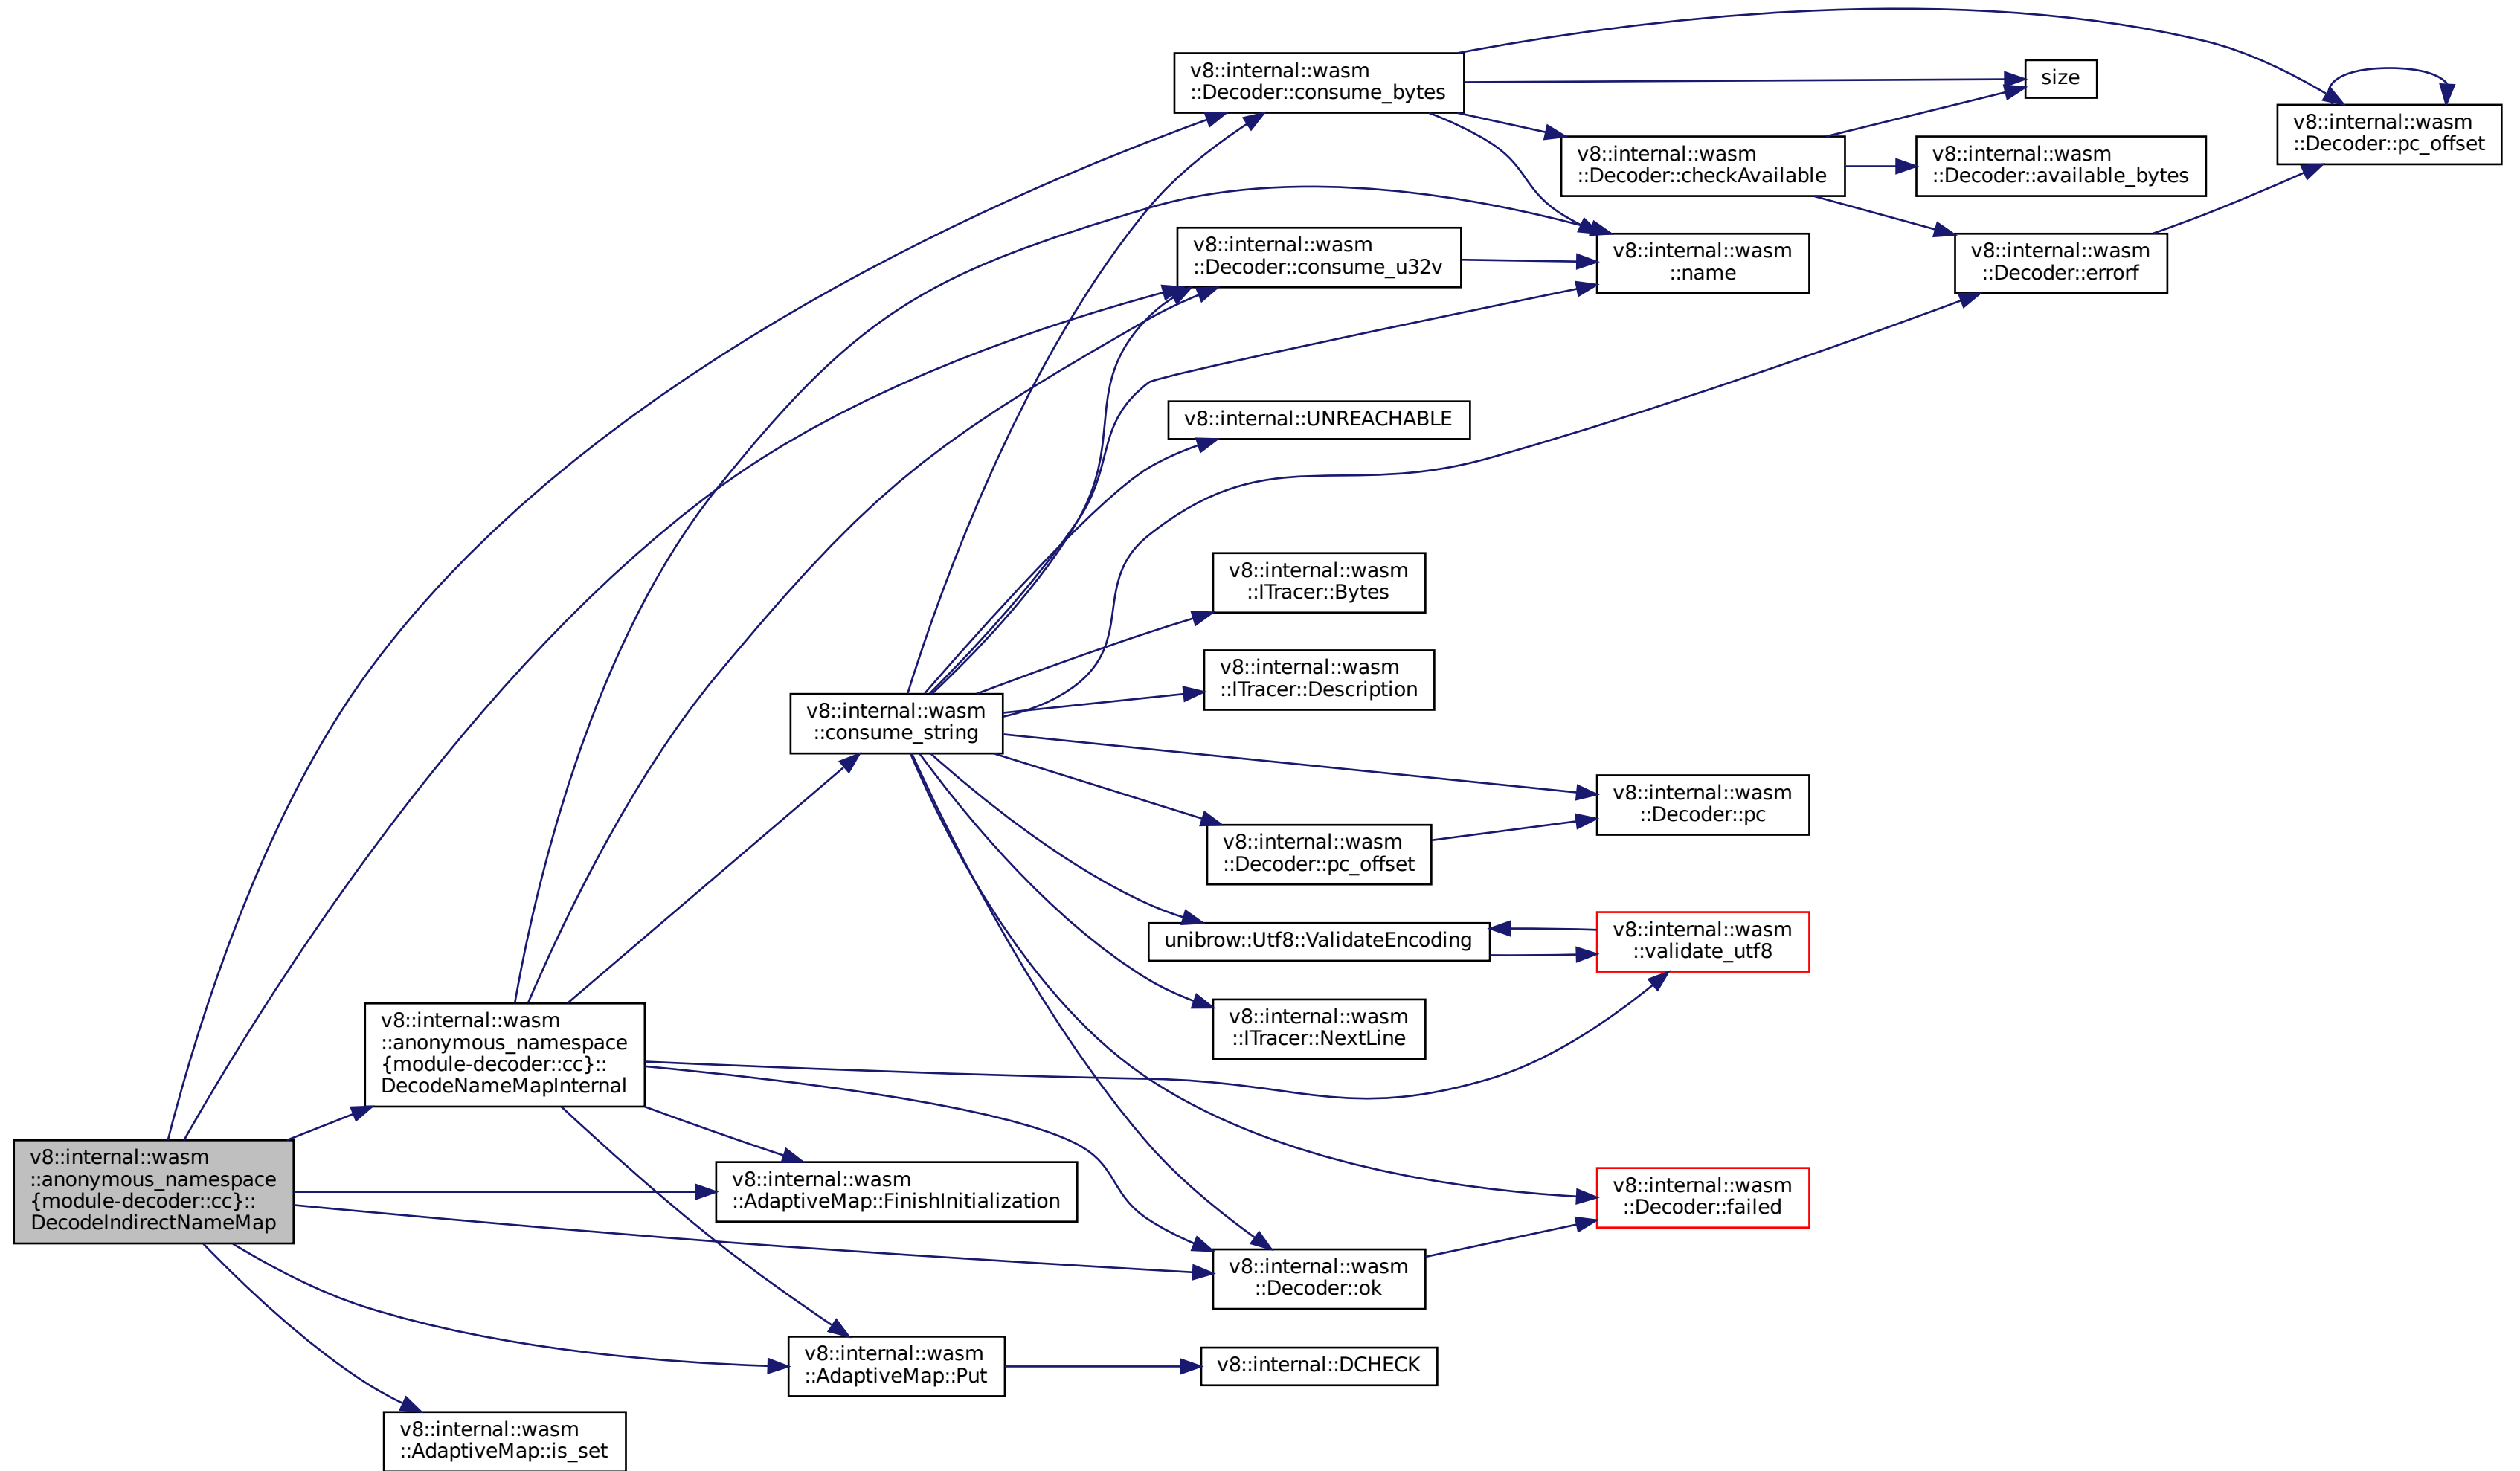 v8::internal::wasm
::anonymous_namespace
{module-decoder::cc}::
DecodeIndirectNameMap
v8::internal::wasm
::anonymous_namespace
{module-decoder::cc}::
DecodeNameMapInternal
v8::internal::wasm
::AdaptiveMap::is_set
v8::internal::wasm
::AdaptiveMap::FinishInitialization
v8::internal::wasm
::consume_string
v8::internal::wasm
::AdaptiveMap::Put
v8::internal::wasm
::Decoder::consume_bytes
v8::internal::wasm
::Decoder::consume_u32v
v8::internal::UNREACHABLE
v8::internal::wasm
::ITracer::Bytes
v8::internal::wasm
::ITracer::Description
v8::internal::wasm
::Decoder::pc_offset
unibrow::Utf8::ValidateEncoding
v8::internal::wasm
::ITracer::NextLine
v8::internal::wasm
::Decoder::ok
v8::internal::DCHECK
v8::internal::wasm
::Decoder::checkAvailable
v8::internal::wasm
::name
v8::internal::wasm
::Decoder::pc
v8::internal::wasm
::validate_utf8
v8::internal::wasm
::Decoder::failed
size
v8::internal::wasm
::Decoder::available_bytes
v8::internal::wasm
::Decoder::errorf
v8::internal::wasm
::Decoder::pc_offset